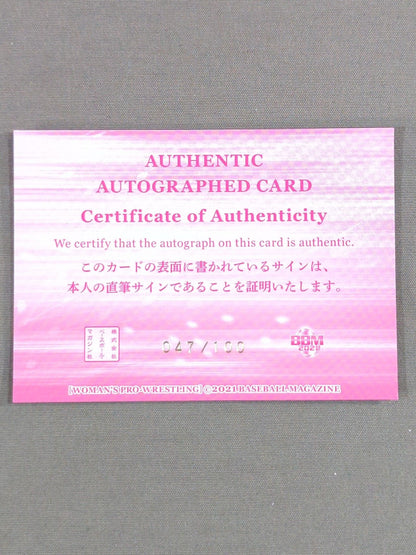 AUTHENTIC
AUTOGRAPHED CARD
Certificate of Authenticity
We certify that the autograph on this card is authentic.
このカードの表面に書かれているサインは、
本人の直筆サインであることを証明いたします。
株式会社
ベースボール
マガジン社
047/100
BBM
[WOMAN'S PRO-WRESTLING] ©2021 BASEBALL-MAGAZINE